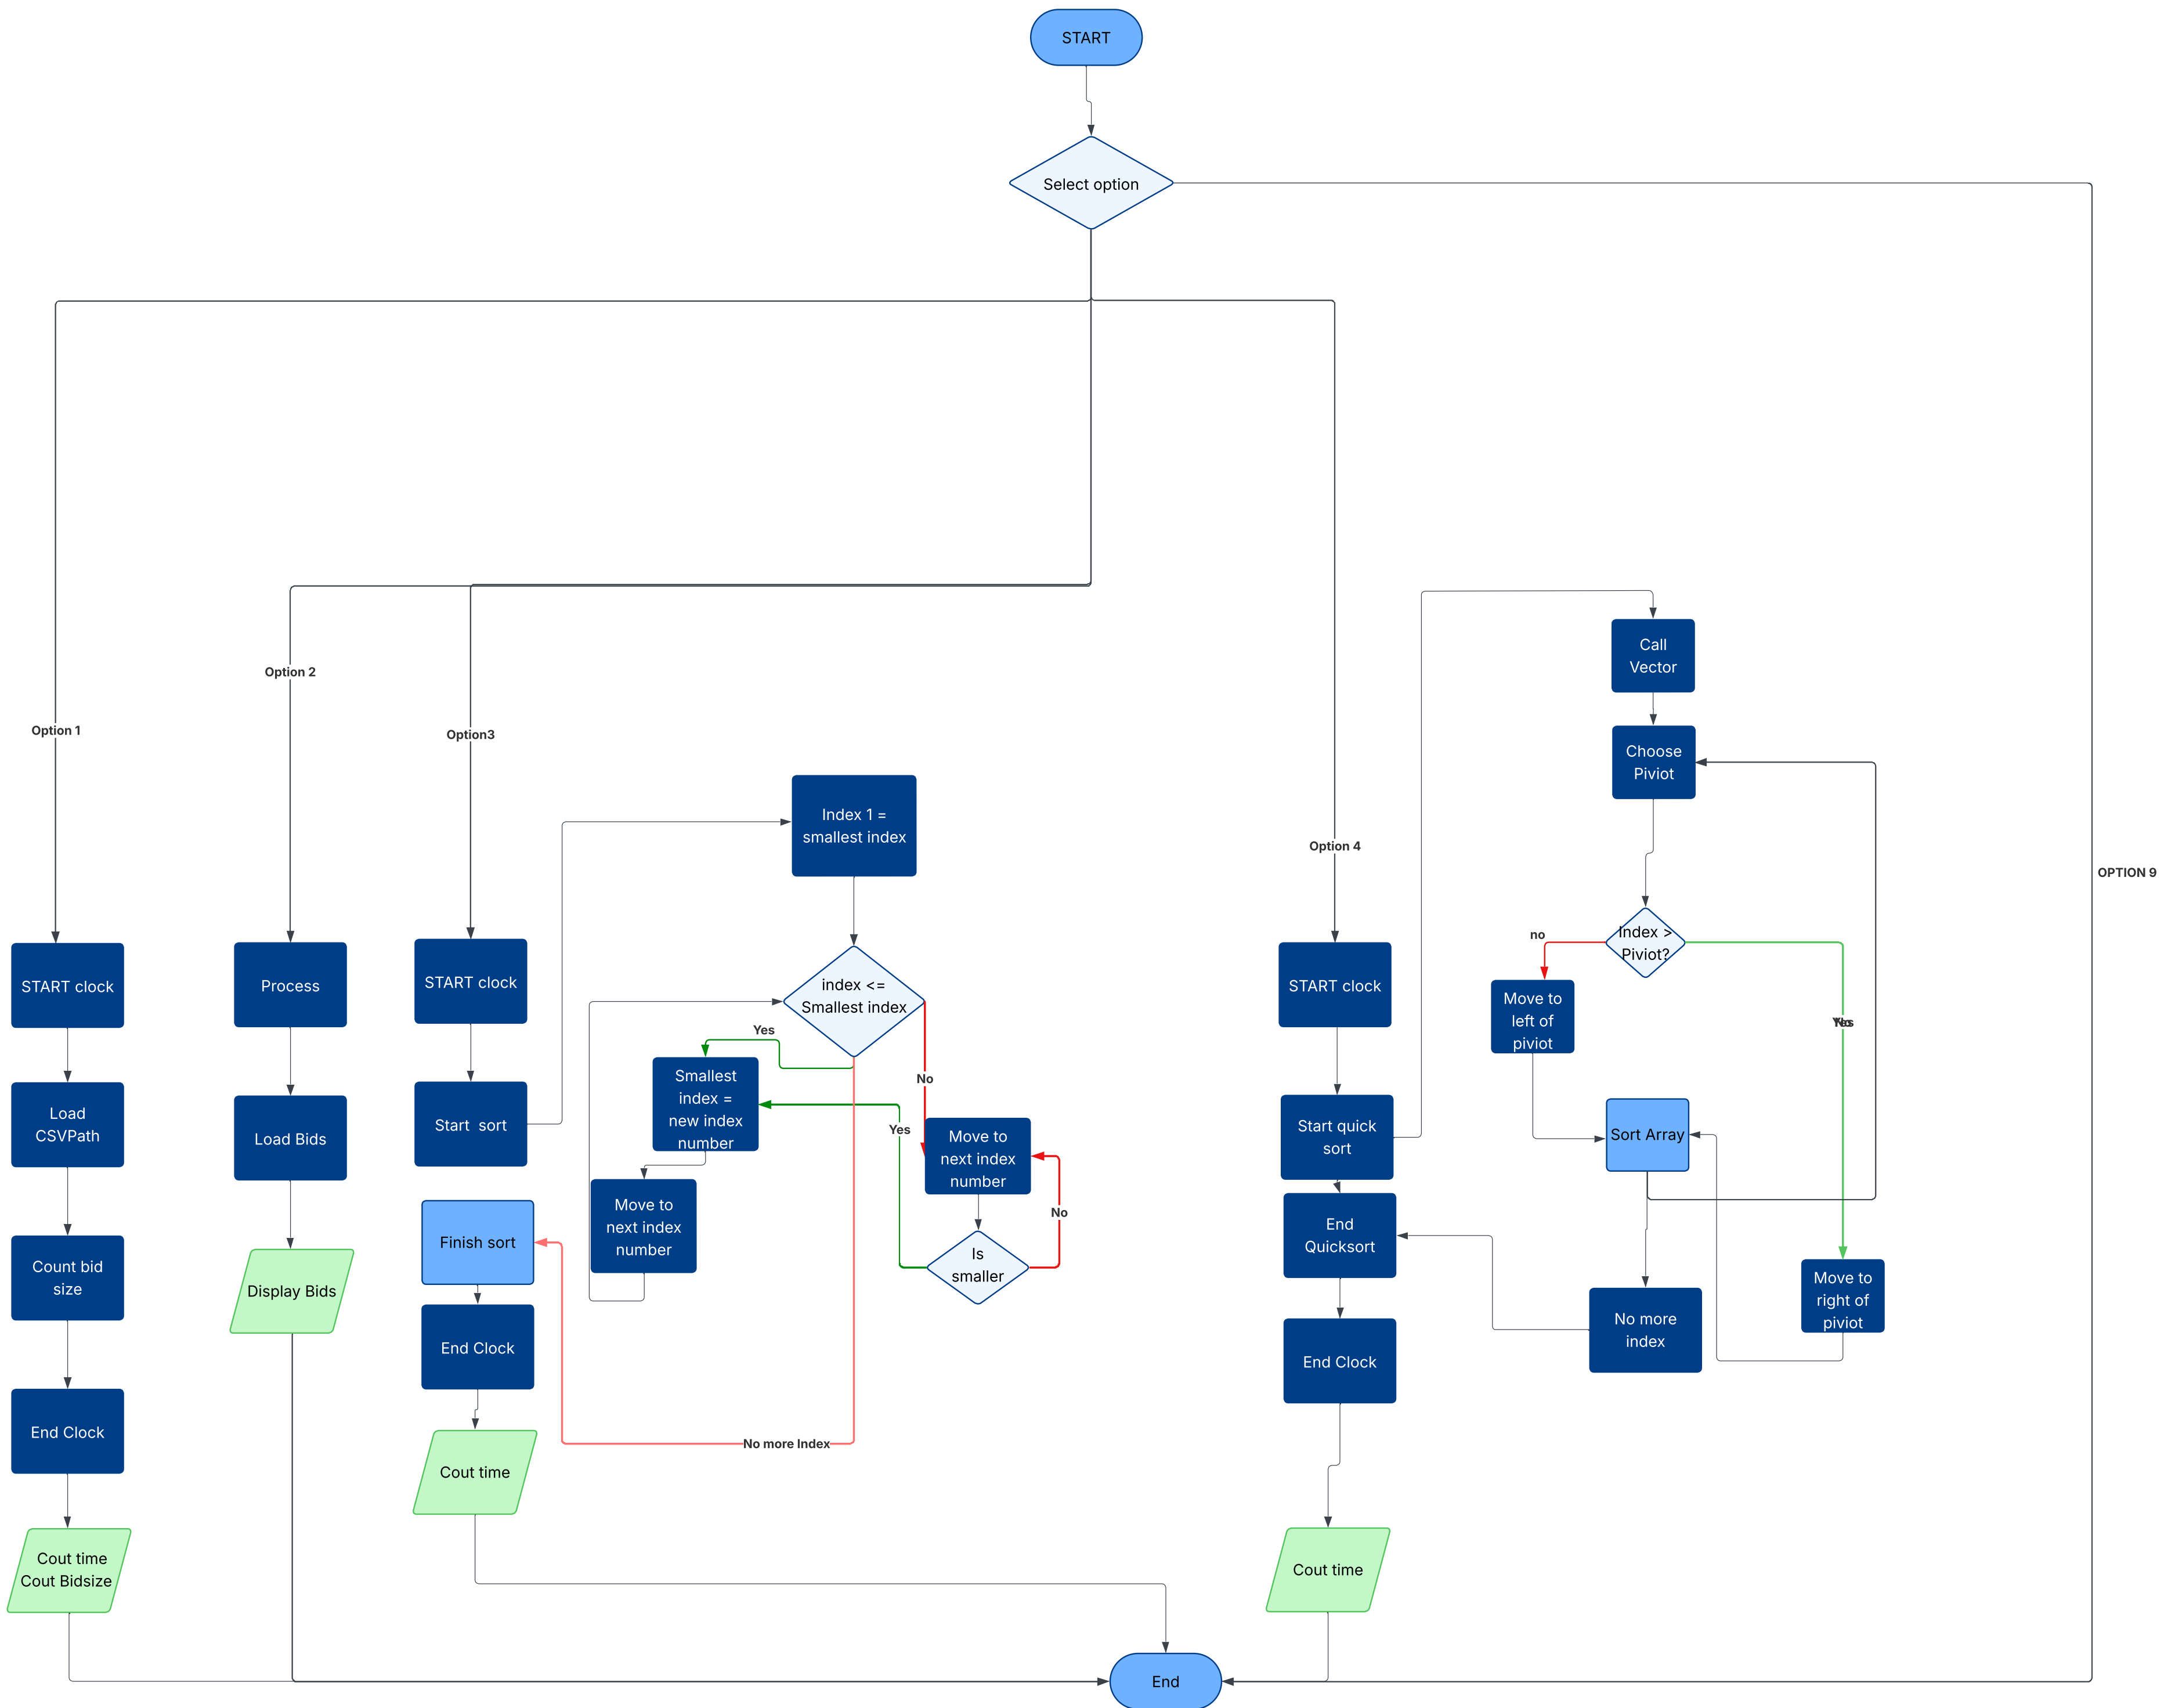 START
Select option
Option 1
Option 2
Option3
Option 4
OPTION 9
START clock
Load
CSVPath
Count bid
size
End Clock
Cout time
Cout Bidsize
Process
Load Bids
Display Bids
START clock
Start  sort
Finish sort
End Clock
Cout time
Index 1 =
smallest index
index <=
Smallest index
Yes
No
Smallest
index =
new index
number
Move to
next index
number
Yes
Move to
next index
number
No
Is
smaller
No more Index
START clock
Start quick
sort
End
Quicksort
End Clock
Cout time
Call
Vector
Choose
Piviot
Index >
Piviot?
no
Move to
left of
piviot
Sort Array
No more
index
Move to
right of
piviot
End